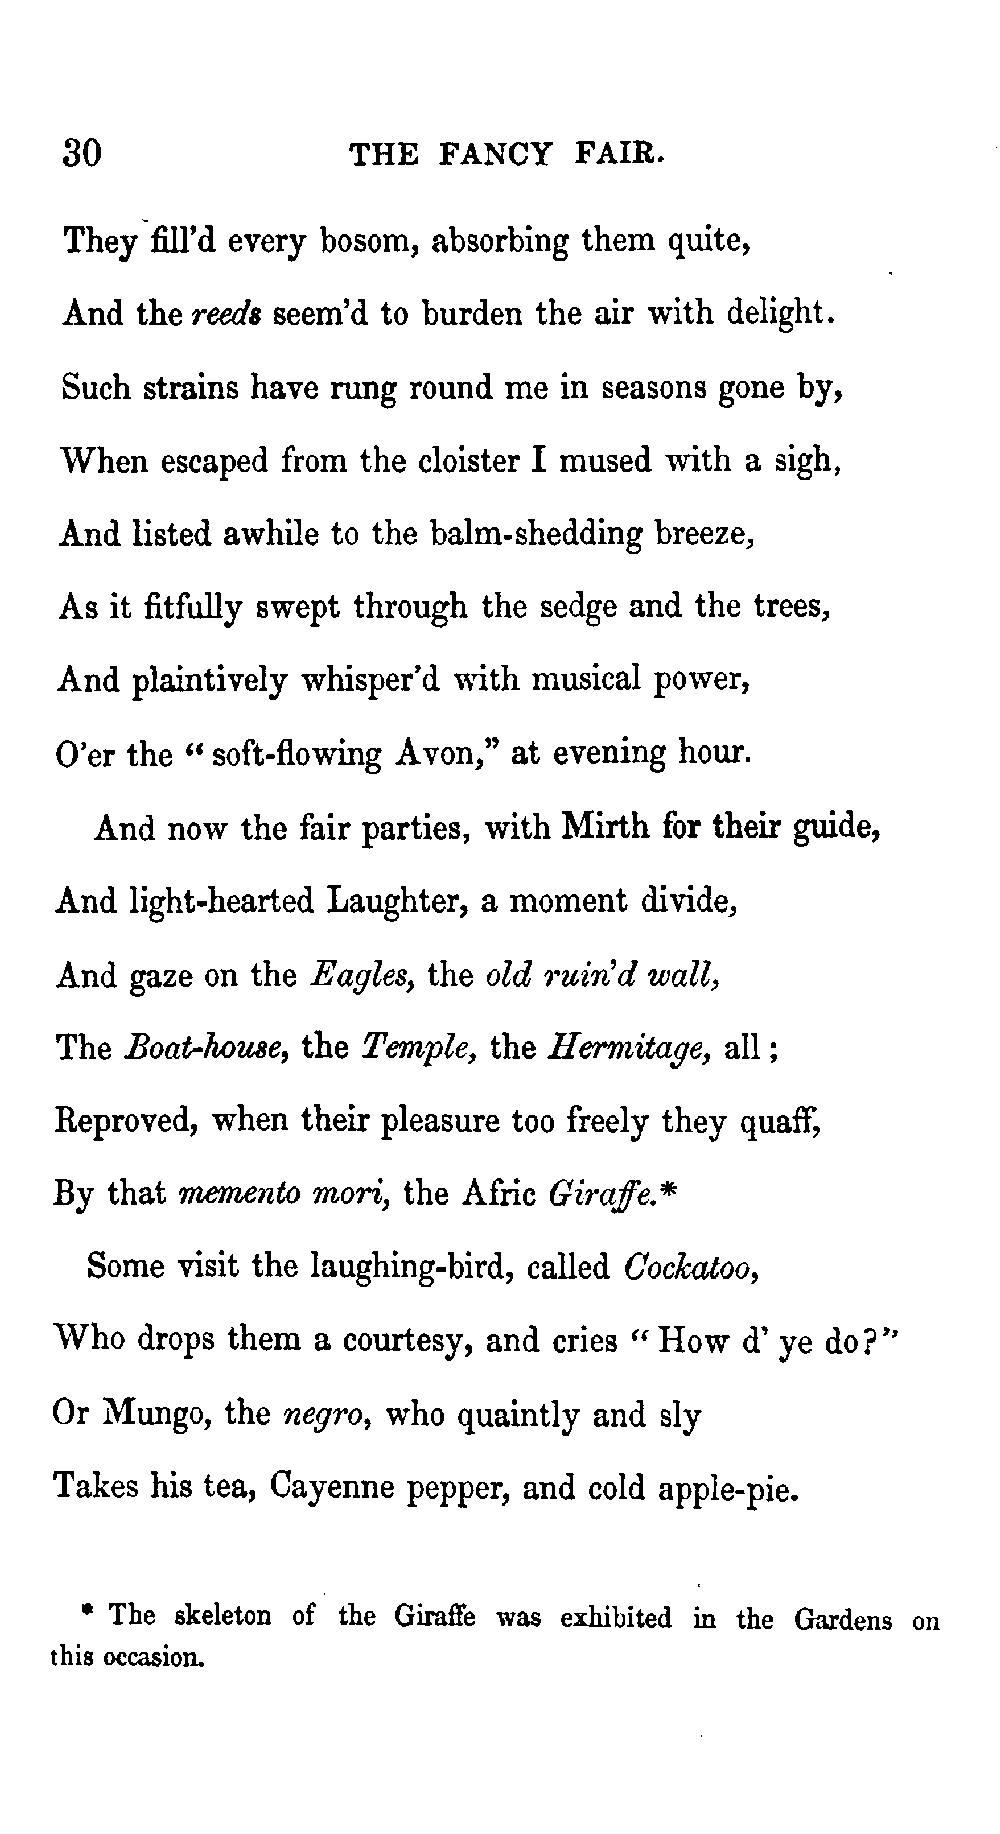 30 THE FANCY FAIR.
They fill'd every bosom, absorbing them quite,
And the reeds seem'd to burden the air with delight.
Such strains have rung round me in seasons gone by,
When escaped from the cloister I mused with a sigh,
And listed awhile to the balm-shedding breeze,
As it fitfully swept through the sedge and the trees,
And plaintively whisper'd with musical power,
O'er the "soft-flowing Avon," at evening hour.
And now the fair parties, with Mirth for their guide,
And light-hearted Laughter, a moment divide,
And gaze on the Eagles, the old ruin'd wall,
The Boat-house, the Temple, the Hermitage, all;
Reproved, when their pleasure too freely they quaff,
By that memento mori, the Afric Giraffe.*
Some visit the laughing-bird, called Cockatoo,
Who drops them a courtesy, and cries "How d' ye do?"
Or Mungo, the negro, who quaintly and sly
Takes his tea, Cayenne pepper, and cold apple-pie.
* The skeleton of the Giraffe was exhibited in the Gardens on
this occasion.